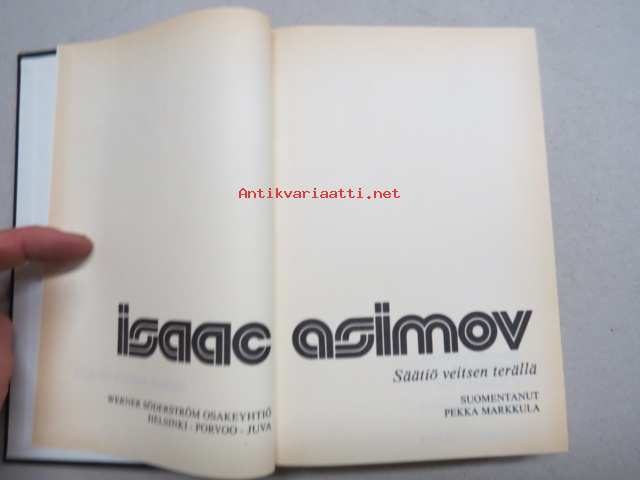 Antikvariaatti.net
isaac asimov
Säätiö veitsen terällä
WERNER SÖDERSTRÖM OSAKEYHTIÖ
HELSINKI - PORVOO - JUVA
SUOMENTANUT
PEKKA MARKKULA